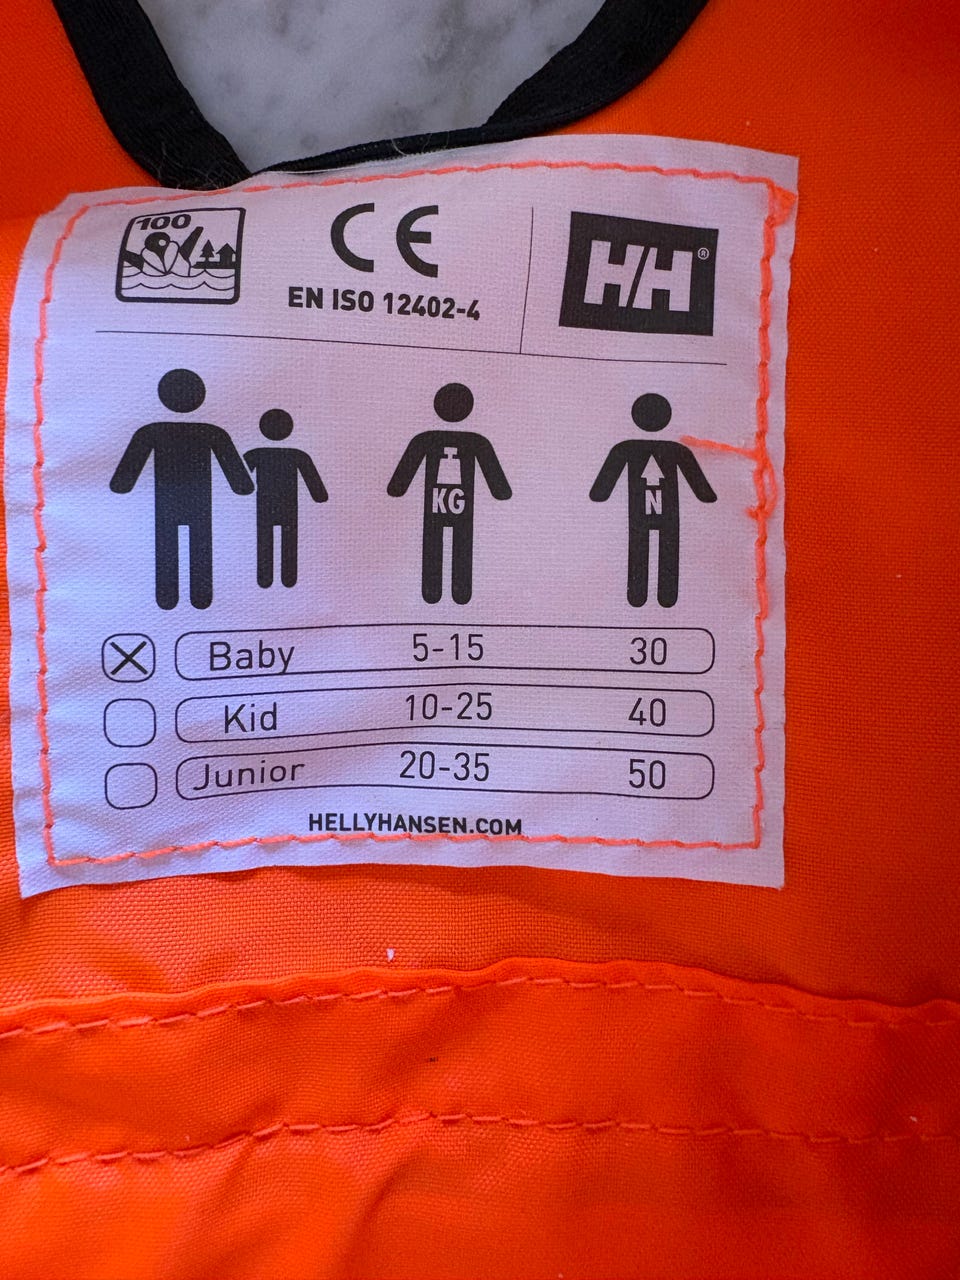 100
CE
EN ISO 12402-4
H/H®
KG
N
Baby 5-15 30
Kid 10-25 40
Junior 20-35 50
HELLYHANSEN.COM